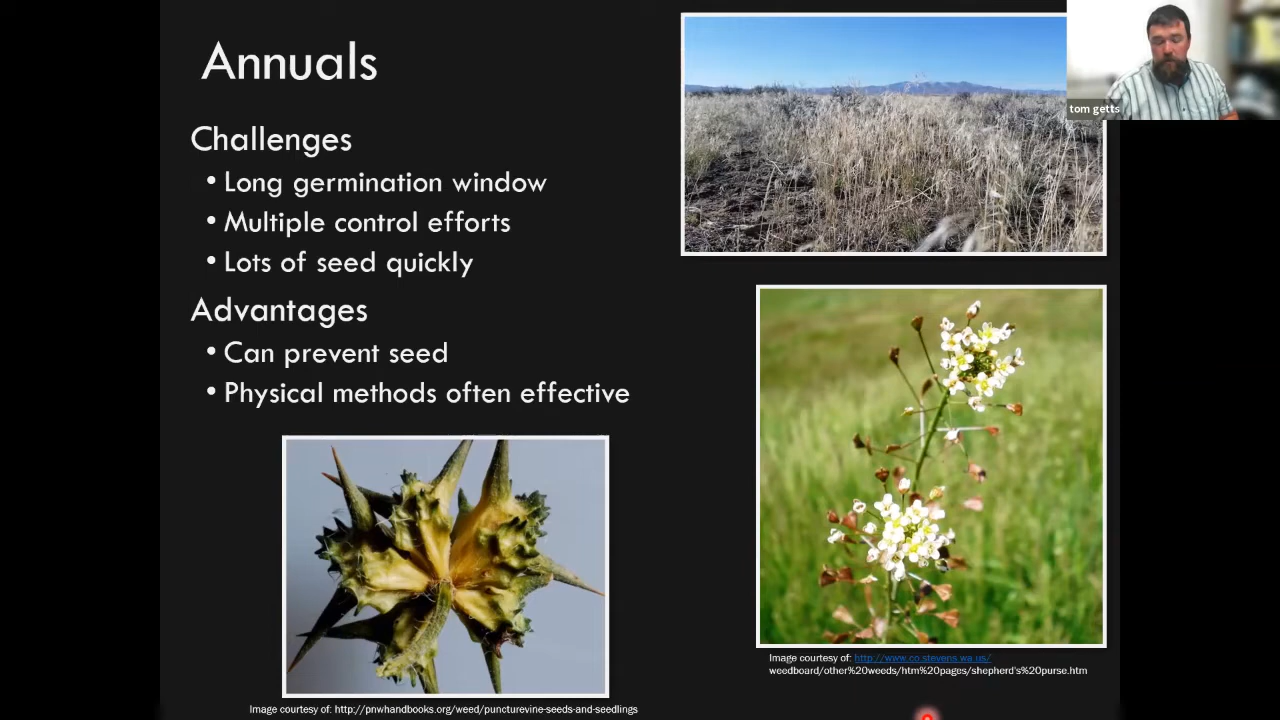 Annuals
Challenges
• Long germination window
• Multiple control efforts
• Lots of seed quickly
Advantages
• Can prevent seed
• Physical methods often effective
tom getts
Image courtesy of: http://www.co.stevens.wa.us/
weedboard/other%20weeds/htm%20pages/shepherd's%20purse.htm
Image courtesy of: http://pnwhandbooks.org/weed/puncturevine-seeds-and-seedlings